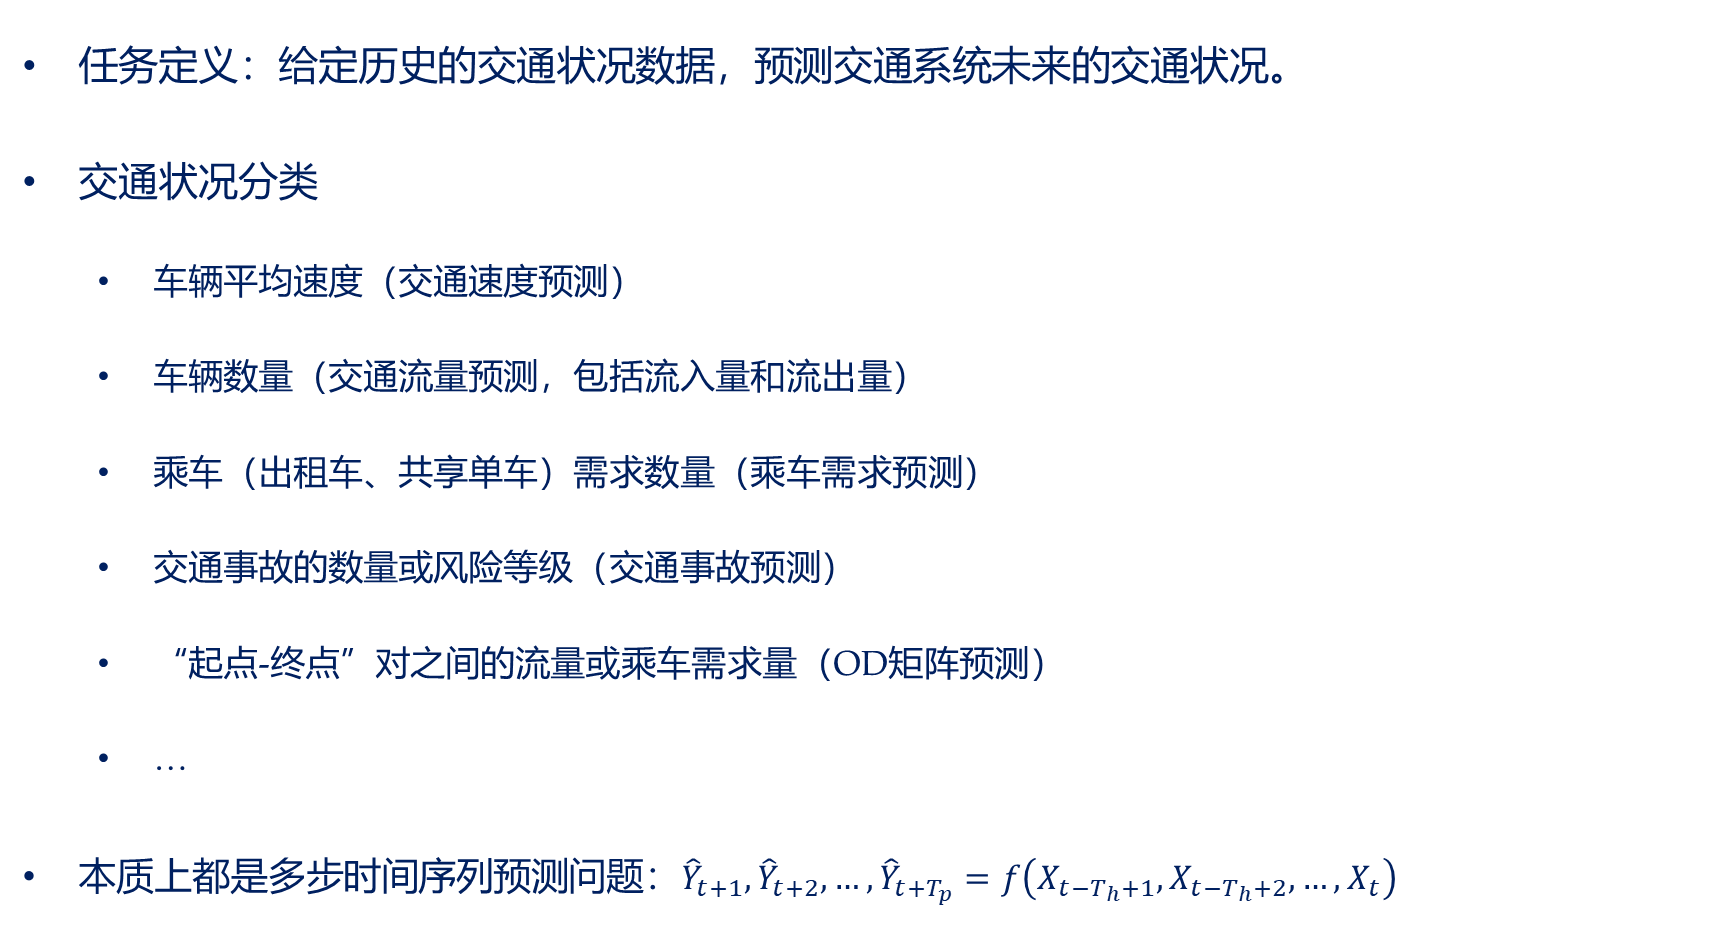 • 任务定义：给定历史的交通状况数据，预测交通系统未来的交通状况。
• 交通状况分类
• 车辆平均速度（交通速度预测）
• 车辆数量（交通流量预测，包括流入量和流出量）
• 乘车（出租车、共享单车）需求数量（乘车需求预测）
• 交通事故的数量或风险等级（交通事故预测）
• “起点-终点”对之间的流量或乘车需求量（OD矩阵预测）
• …
• 本质上都是多步时间序列预测问题：$\hat{Y}_{t+1}, \hat{Y}_{t+2}, \ldots, \hat{Y}_{t+T_p} = f(X_{t-T_h+1}, X_{t-T_h+2}, \ldots, X_t)$